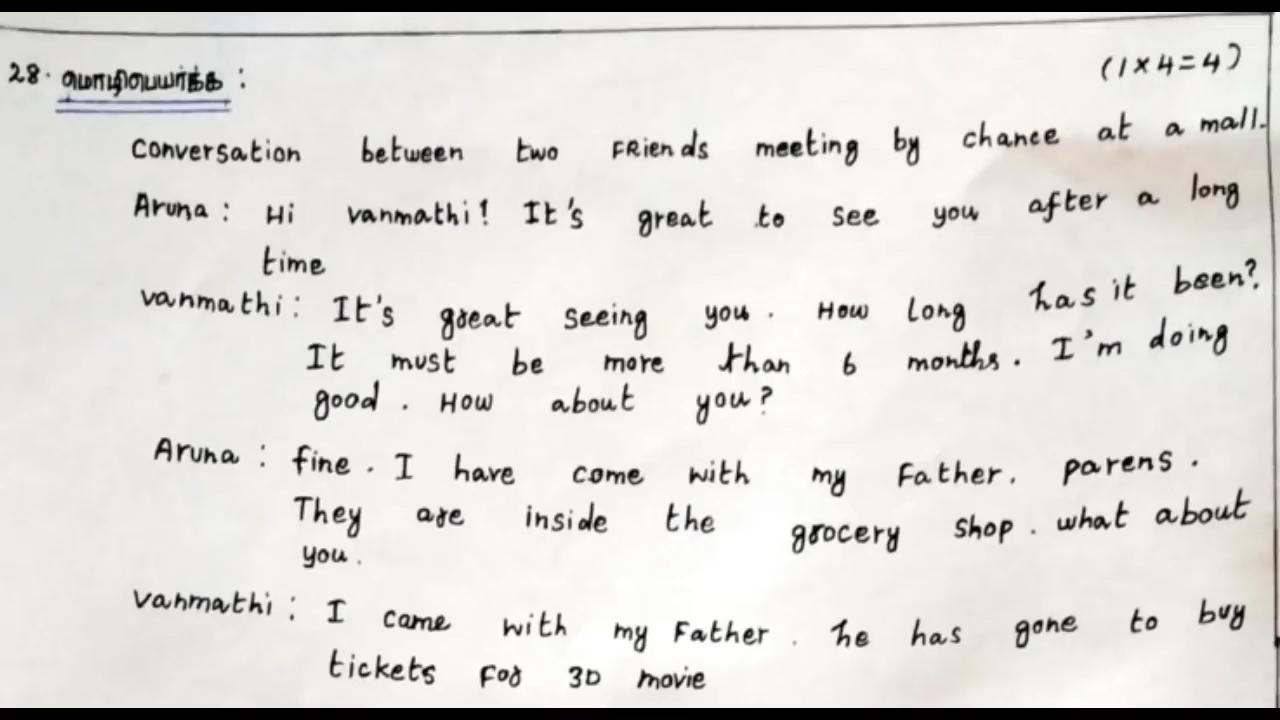 28. மொழிபெயர்க்க : (1×4=4)
conversation between two FRiends meeting by chance at a mall.
Aruna : Hi vanmathi! It's great to see you after a long
time
vanmathi : It's great seeing you. How long has it been?
It must be more than 6 months. I'm doing
good. How about you?
Aruna : fine. I have come with my Father. parens.
They are inside the grocery shop. what about
you.
vanmathi : I came with my Father. he has gone to buy
tickets For 3D movie